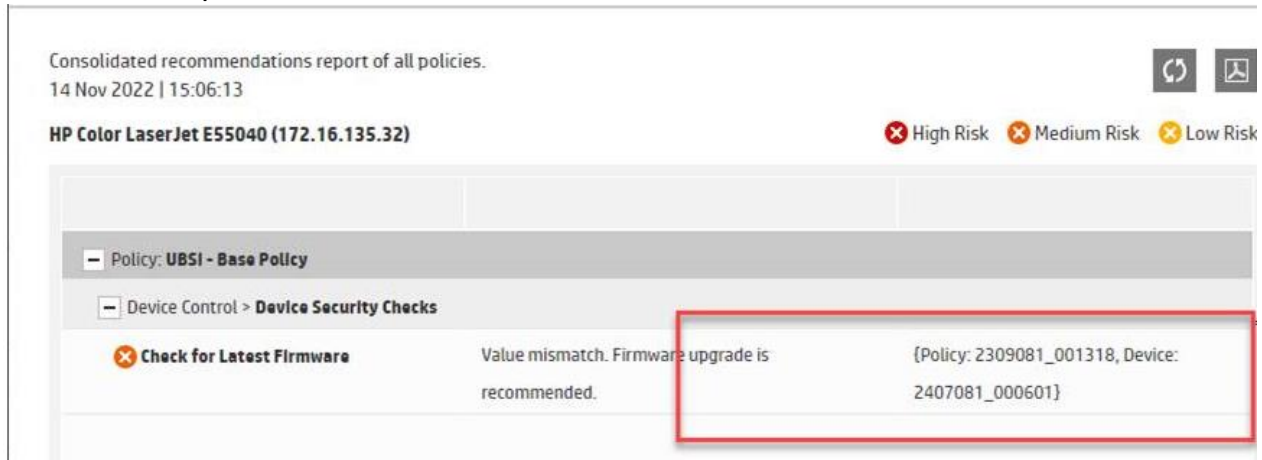 Consolidated recommendations report of all policies.
14 Nov 2022 | 15:06:13
HP Color LaserJet E55040 (172.16.135.32)
High Risk Medium Risk Low Risk
Policy: UBSI - Base Policy
Device Control > Device Security Checks
Check for Latest Firmware
Value mismatch. Firmware upgrade is
recommended.
{Policy: 2309081_001318, Device:
2407081_000601}